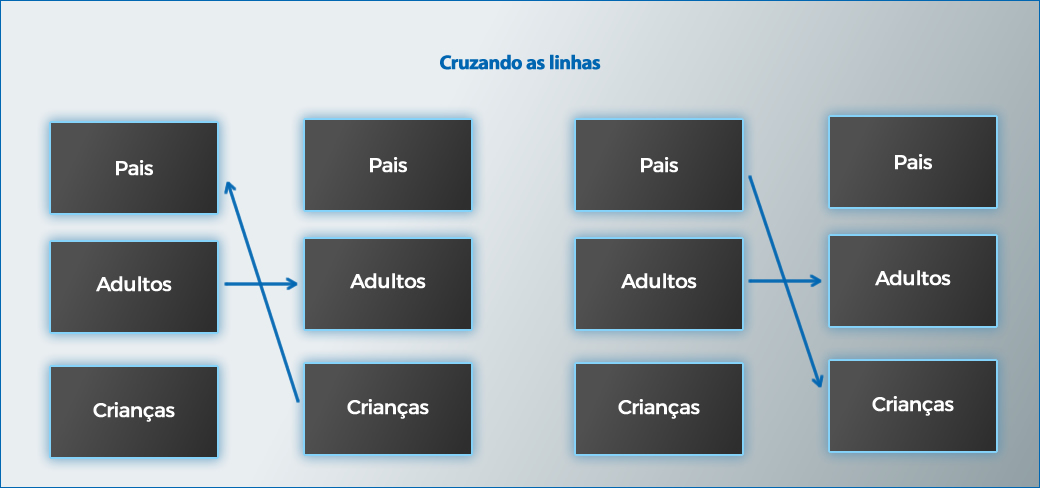 Cruzando as linhas
Pais
Pais
Pais
Pais
Adultos
Adultos
Adultos
Adultos
Crianças
Crianças
Crianças
Crianças